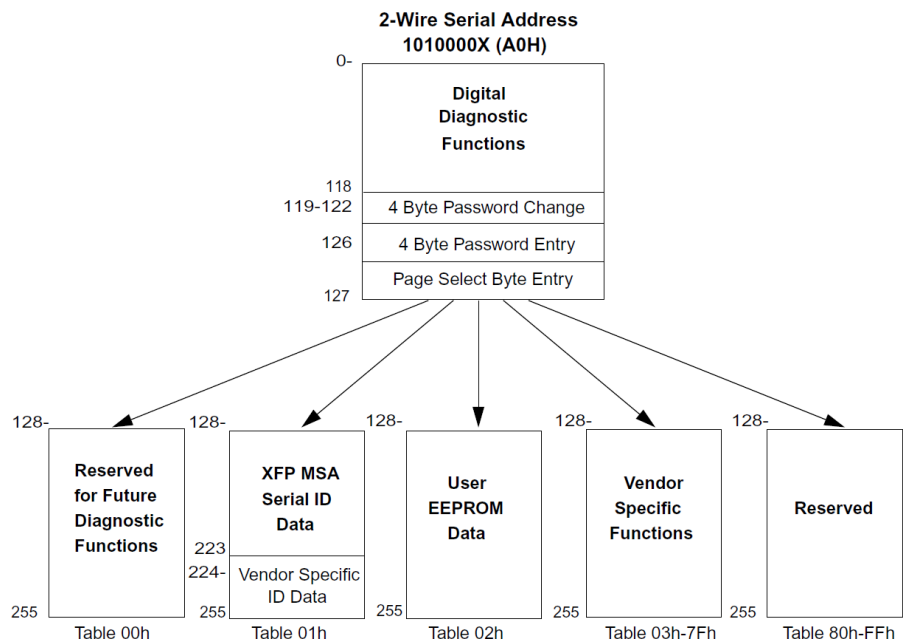 2-Wire Serial Address
1010000X (A0H)
0-
Digital
Diagnostic
Functions
118
119-122
4 Byte Password Change
126
4 Byte Password Entry
Page Select Byte Entry
127
128-
Reserved
for Future
Diagnostic
Functions
255
Table 00h
128-
XFP MSA
Serial ID
Data
223
224-
Vendor Specific
ID Data
255
Table 01h
128-
User
EEPROM
Data
255
Table 02h
128-
Vendor
Specific
Functions
255
Table 03h-7Fh
128-
Reserved
255
Table 80h-FFh